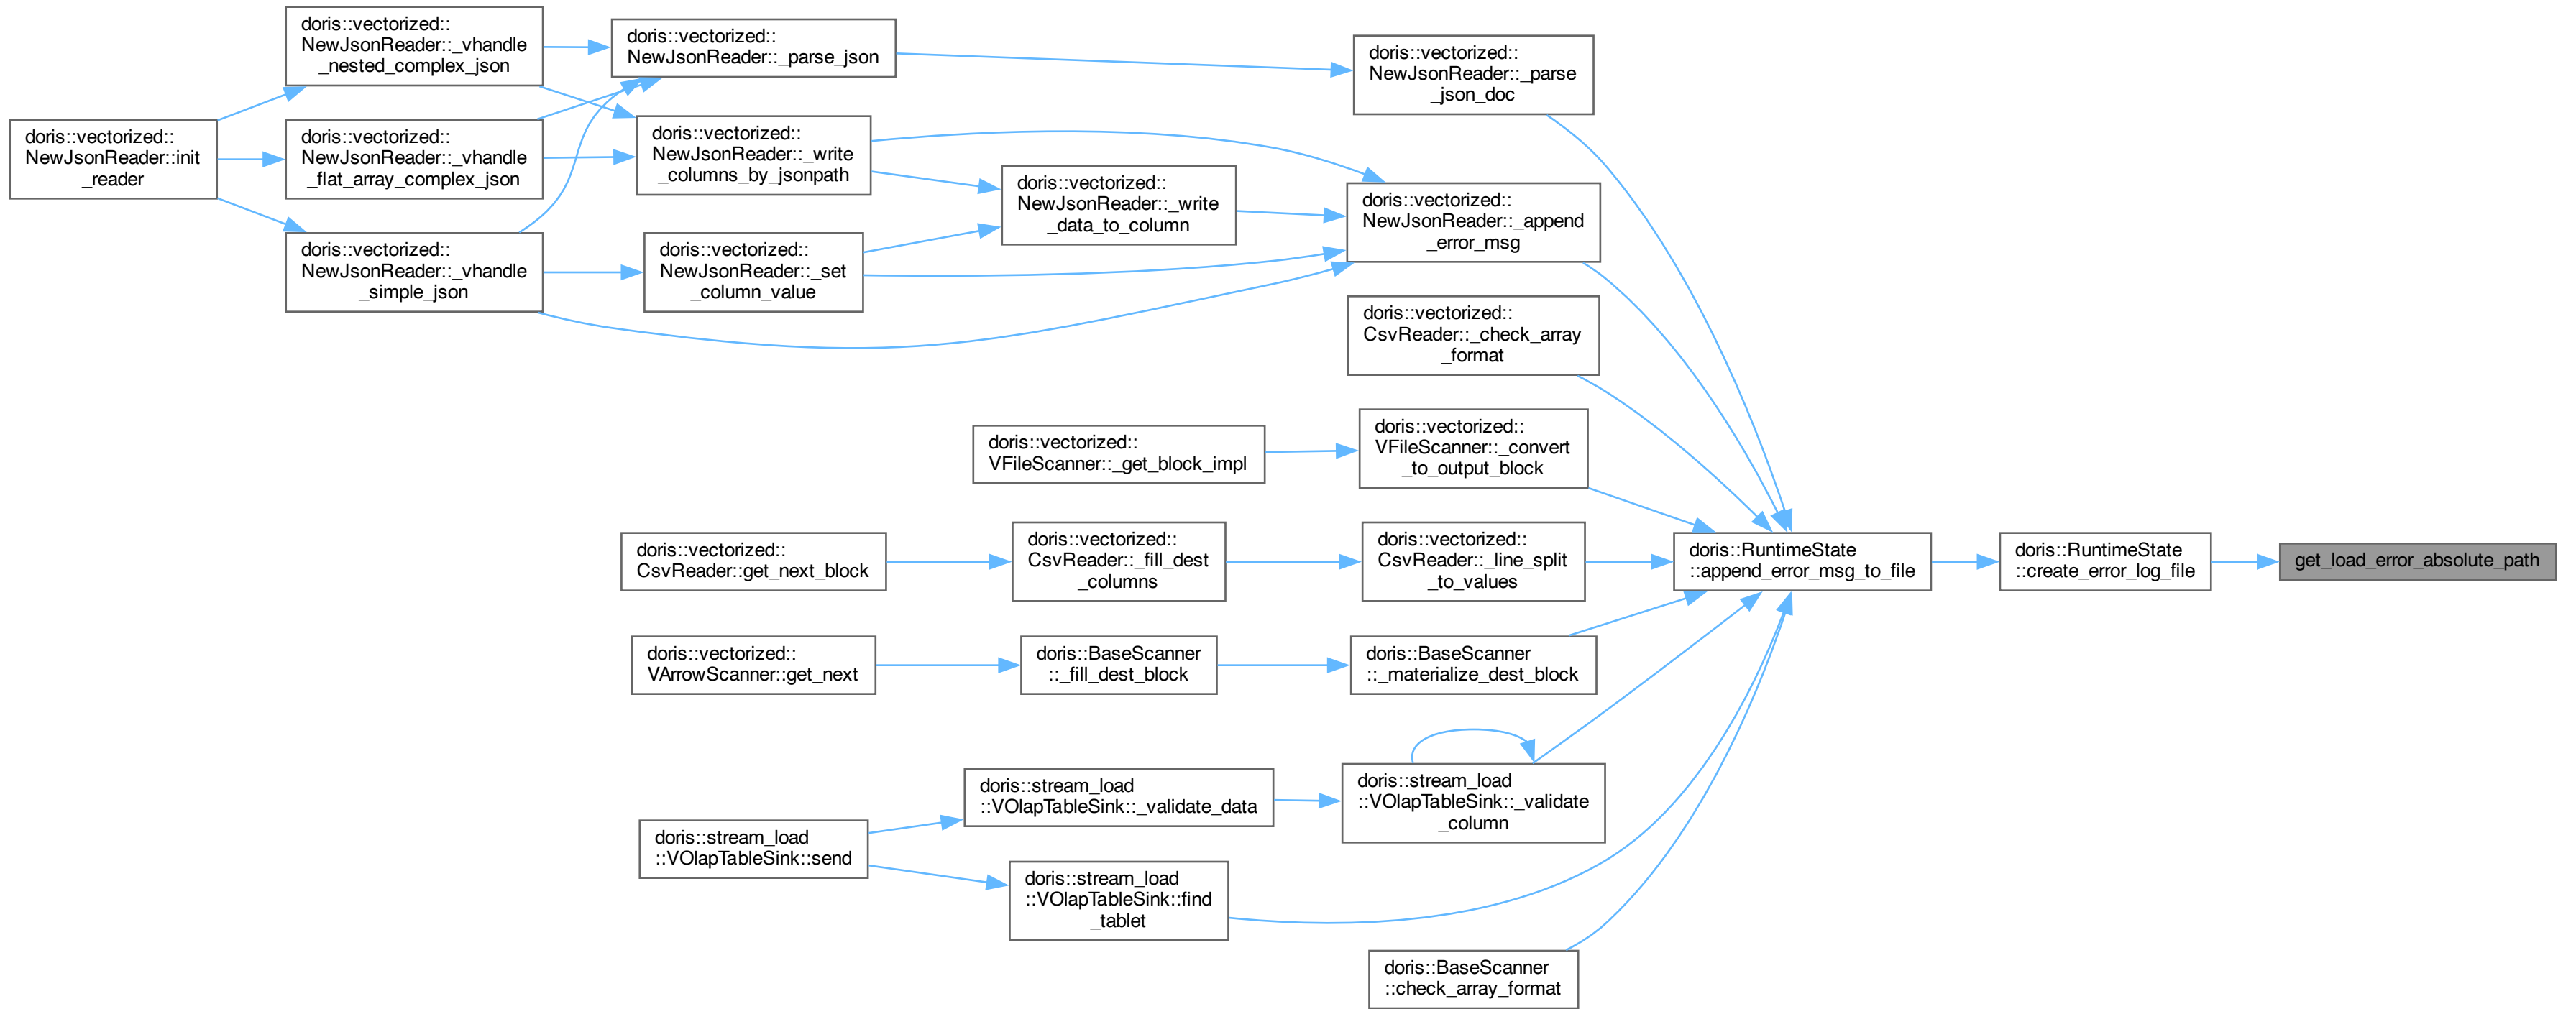 doris::vectorized::
NewJsonReader::init
_reader
doris::vectorized::
NewJsonReader::_vhandle
_nested_complex_json
doris::vectorized::
NewJsonReader::_vhandle
_flat_array_complex_json
doris::vectorized::
NewJsonReader::_vhandle
_simple_json
doris::vectorized::
NewJsonReader::_parse_json
doris::vectorized::
NewJsonReader::_write
_columns_by_jsonpath
doris::vectorized::
NewJsonReader::_set
_column_value
doris::vectorized::
NewJsonReader::_write
_data_to_column
doris::vectorized::
NewJsonReader::_parse
_json_doc
doris::vectorized::
NewJsonReader::_append
_error_msg
doris::vectorized::
CsvReader::_check_array
_format
doris::vectorized::
VFileScanner::_get_block_impl
doris::vectorized::
VFileScanner::_convert
_to_output_block
doris::vectorized::
CsvReader::get_next_block
doris::vectorized::
CsvReader::_fill_dest
_columns
doris::vectorized::
CsvReader::_line_split
_to_values
doris::RuntimeState
::append_error_msg_to_file
doris::RuntimeState
::create_error_log_file
get_load_error_absolute_path
doris::vectorized::
VArrowScanner::get_next
doris::BaseScanner
::_fill_dest_block
doris::BaseScanner
::_materialize_dest_block
doris::stream_load
::VOlapTableSink::send
doris::stream_load
::VOlapTableSink::_validate_data
doris::stream_load
::VOlapTableSink::_validate
_column
doris::stream_load
::VOlapTableSink::find
_tablet
doris::BaseScanner
::check_array_format